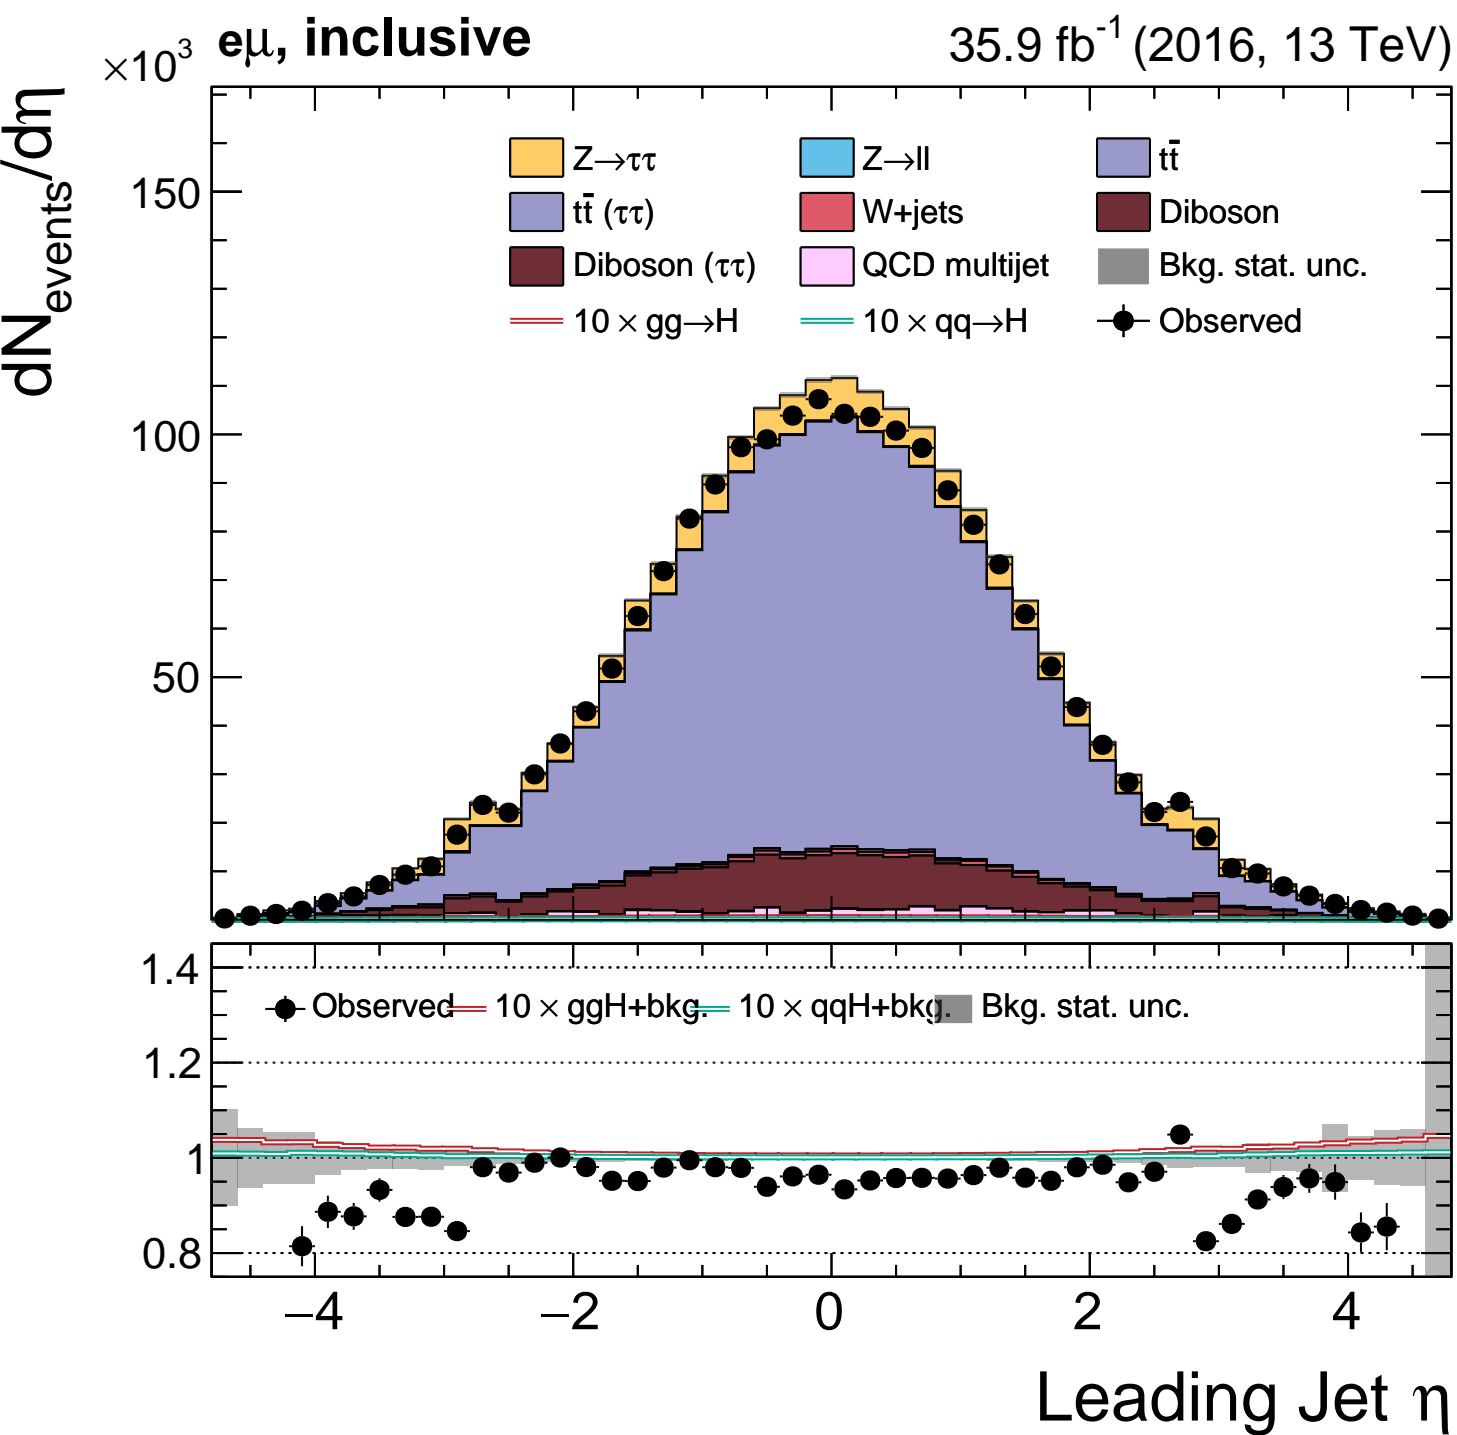 eμ, inclusive 35.9 fb⁻¹ (2016, 13 TeV)
×10³
dN_events/dη
Z→ττ Z→ll tt̄
tt̄ (ττ) W+jets Diboson
Diboson (ττ) QCD multijet Bkg. stat. unc.
10 × gg→H 10 × qq→H Observed
150
100
50
1.4
Observed 10 × ggH+bkg. 10 × qqH+bkg. Bkg. stat. unc.
1.2
1
0.8
−4 −2 0 2 4
Leading Jet η